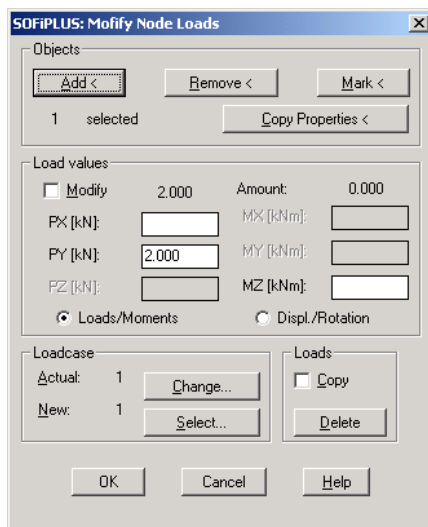 SOFiPLUS: Mofify Node Loads
Objects
Add < Remove < Mark <
1 selected Copy Properties <
Load values
Modify 2.000 Amount: 0.000
PX [kN]: MX [kNm]:
PY [kN]: 2.000 MY [kNm]:
PZ [kN]: MZ [kNm]:
Loads/Moments Displ./Rotation
Loadcase Loads
Actual: 1 Change... Copy
New: 1 Select... Delete
OK Cancel Help